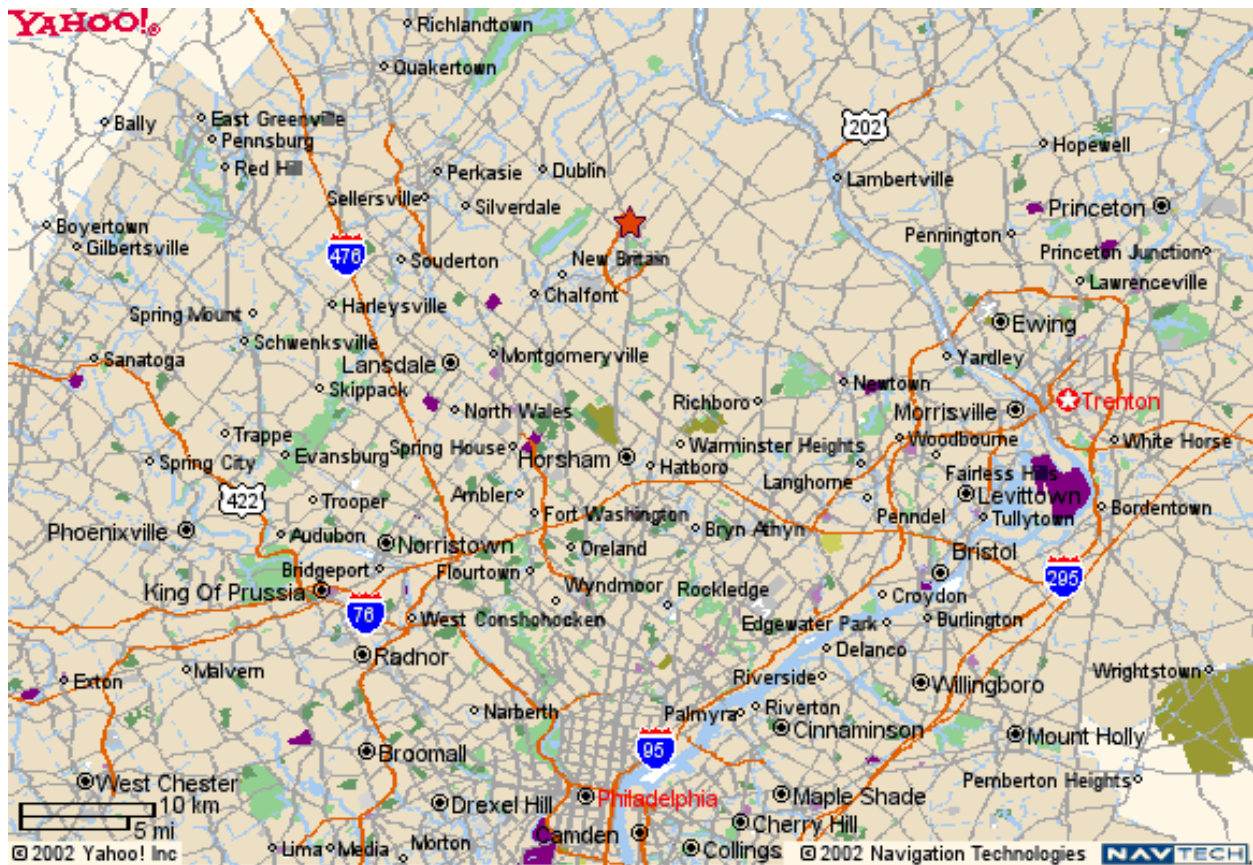 YAHOO!®
Richlandtown
Quakertown
Bally
East Greenville
Pennsburg
Red Hill
202
Hopewell
Perkasie
Dublin
Lambertville
Sellersville
Silverdale
Princeton
Boyertown
Gilbertsville
Pennington
Princeton Junction
476
Souderton
New Britain
Lawrenceville
Chalfont
Harleysville
Spring Mount
Ewing
Schwenksville
Sanatoga
Lansdale
Montgomeryville
Yardley
Skippack
Newtown
North Wales
Richboro
Morrisville
Trenton
Trappe
Spring House
Warminster Heights
Woodbourne
White Horse
Spring City
Evansburg
Horsham
Hatboro
Fairless Hills
422
Trooper
Ambler
Langhorne
Levittown
Bordentown
Fort Washington
Penndel
Tullytown
Phoenixville
Audubon
Norristown
Bryn Athyn
Oreland
Bristol
Bridgeport
Flourtown
295
King Of Prussia
Wyndmoor
Rockledge
Croydon
76
West Conshohocken
Edgewater Park
Burlington
Radnor
Delanco
Malvern
Exton
Riverside
Willingboro
Wrightstown
Narberth
Palmyra
Riverton
Cinnaminson
Broomall
95
Mount Holly
West Chester
Pemberton Heights
10 km
Drexel Hill
Philadelphia
Maple Shade
5 mi
Camden
Cherry Hill
Lima
Media
Morton
Collings
© 2002 Yahoo! Inc
© 2002 Navigation Technologies
NAVTECH